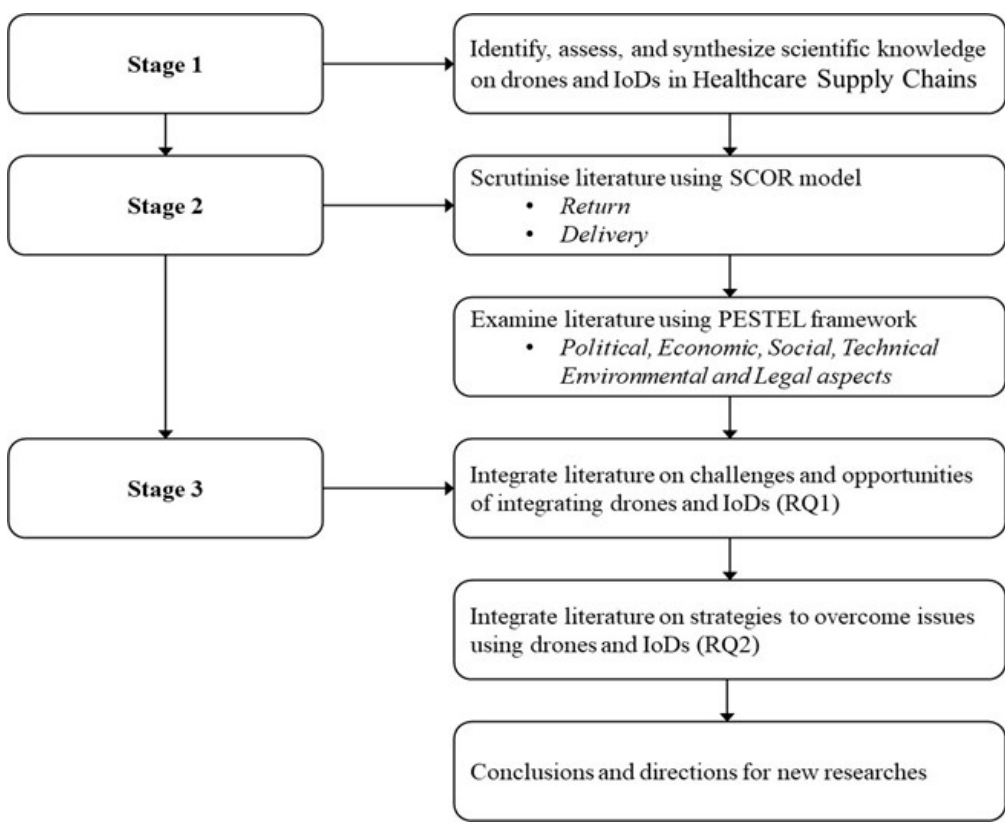 Stage 1
Identify, assess, and synthesize scientific knowledge
on drones and IoDs in Healthcare Supply Chains
Stage 2
Scrutinise literature using SCOR model
• Return
• Delivery
Examine literature using PESTEL framework
• Political, Economic, Social, Technical
Environmental and Legal aspects
Stage 3
Integrate literature on challenges and opportunities
of integrating drones and IoDs (RQ1)
Integrate literature on strategies to overcome issues
using drones and IoDs (RQ2)
Conclusions and directions for new researches